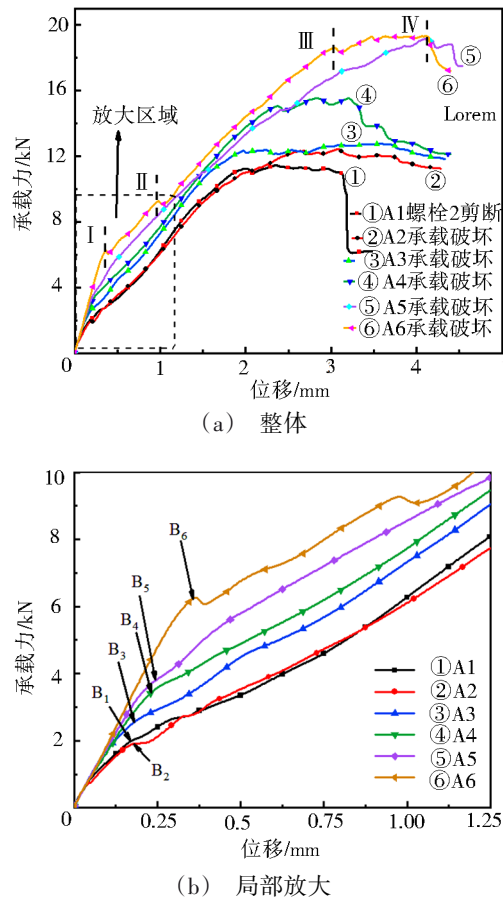 20
16
12
8
4
0
承载力/kN
0
1
2
3
4
5
位移/mm
Ⅰ
Ⅱ
Ⅲ
Ⅳ
放大区域
①
②
③
④
⑤
⑥
Lorem
①A1螺栓2剪断
②A2承载破坏
③A3承载破坏
④A4承载破坏
⑤A5承载破坏
⑥A6承载破坏
(a) 整体
10
8
6
4
2
0
承载力/kN
0
0.25
0.50
0.75
1.00
1.25
位移/mm
B₆
B₅
B₄
B₃
B₁
B₂
①A1
②A2
③A3
④A4
⑤A5
⑥A6
(b) 局部放大